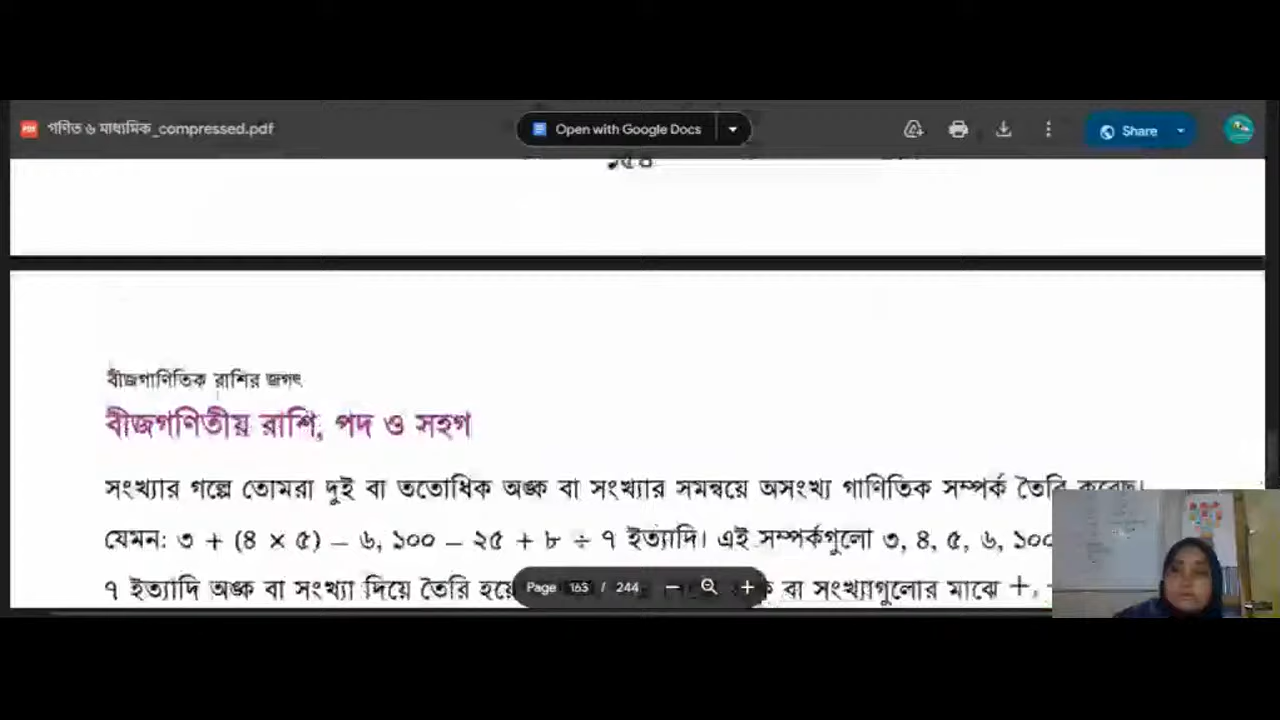 গণিত ৬ মাধ্যমিক_compressed.pdf
Open with Google Docs
Share
বীজগাণিতিক রাশির জগৎ
বীজগণিতীয় রাশি, পদ ও সহগ
সংখ্যার গল্পে তোমরা দুই বা ততোধিক অঙ্ক বা সংখ্যার সমন্বয়ে অসংখ্য গাণিতিক সম্পর্ক তৈরি করেছ।
যেমন: ৩ + (৪ × ৫) – ৬, ১০০ – ২৫ + ৮ ÷ ৭ ইত্যাদি। এই সম্পর্কগুলো ৩, ৪, ৫, ৬, ১০০
৭ ইত্যাদি অঙ্ক বা সংখ্যা দিয়ে তৈরি বা সংখ্যাগুলোর মাঝে +,
Page 163 / 244